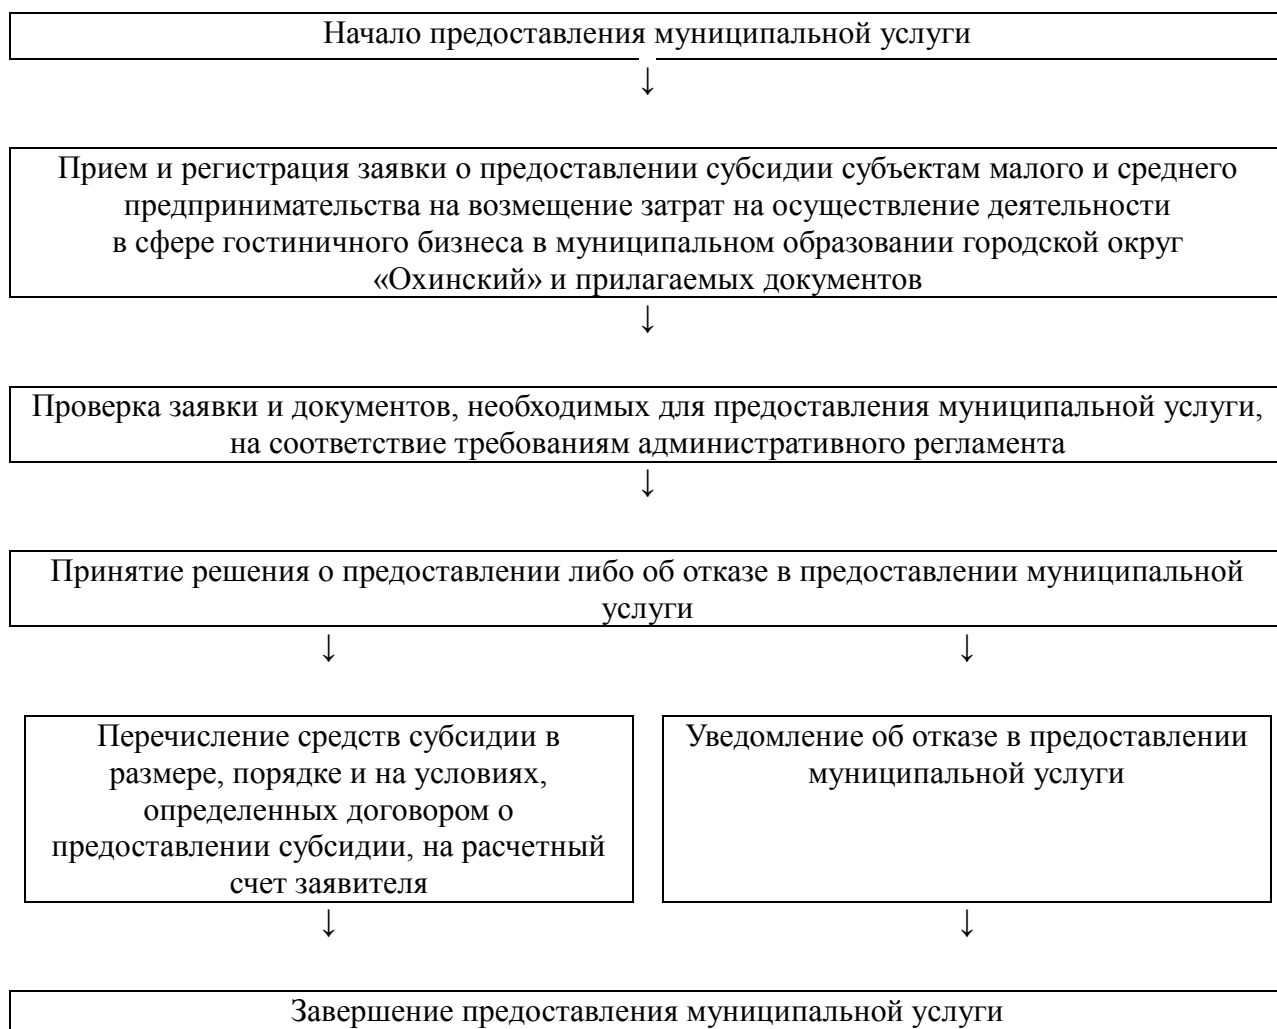 Начало предоставления муниципальной услуги
↓
Прием и регистрация заявки о предоставлении субсидии субъектам малого и среднего
предпринимательства на возмещение затрат на осуществление деятельности
в сфере гостиничного бизнеса в муниципальном образовании городской округ
«Охинский» и прилагаемых документов
↓
Проверка заявки и документов, необходимых для предоставления муниципальной услуги,
на соответствие требованиям административного регламента
↓
Принятие решения о предоставлении либо об отказе в предоставлении муниципальной
услуги
↓ ↓
Перечисление средств субсидии в
размере, порядке и на условиях,
определенных договором о
предоставлении субсидии, на расчетный
счет заявителя
Уведомление об отказе в предоставлении
муниципальной услуги
↓ ↓
Завершение предоставления муниципальной услуги